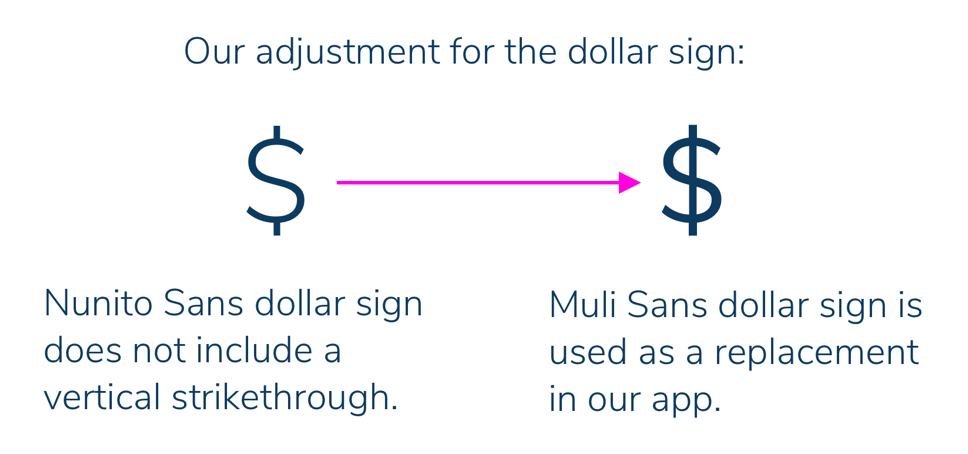 Our adjustment for the dollar sign:
$ $
Nunito Sans dollar sign
does not include a
vertical strikethrough.
Muli Sans dollar sign is
used as a replacement
in our app.